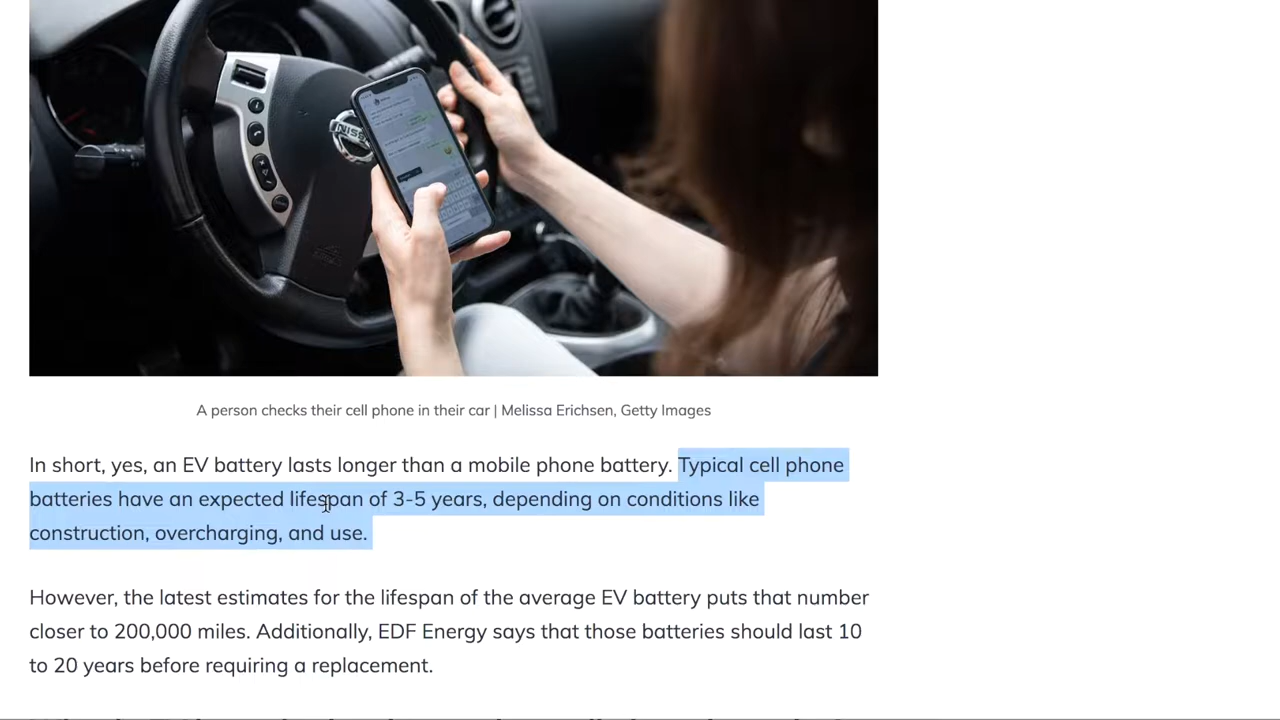 NISS
A person checks their cell phone in their car | Melissa Erichsen, Getty Images
In short, yes, an EV battery lasts longer than a mobile phone battery. Typical cell phone
batteries have an expected lifespan of 3-5 years, depending on conditions like
construction, overcharging, and use.
However, the latest estimates for the lifespan of the average EV battery puts that number
closer to 200,000 miles. Additionally, EDF Energy says that those batteries should last 10
to 20 years before requiring a replacement.